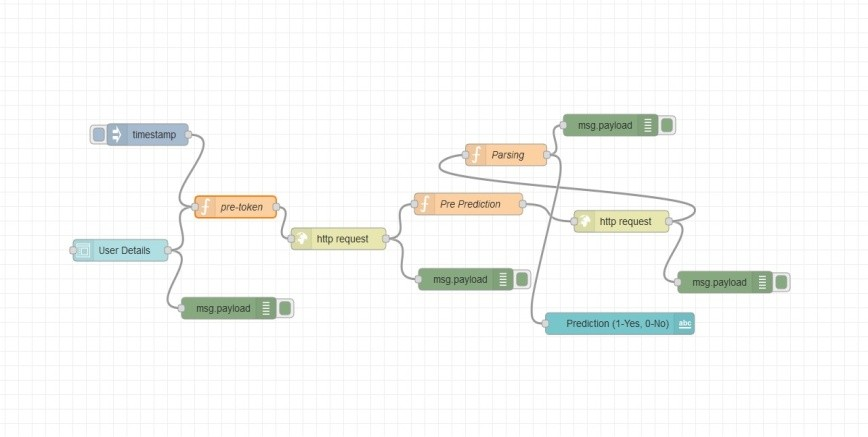 msg.payload
timestamp
Parsing
pre-token
Pre Prediction
http request
http request
User Details
msg.payload
msg.payload
msg.payload
Prediction (1-Yes, 0-No) abc